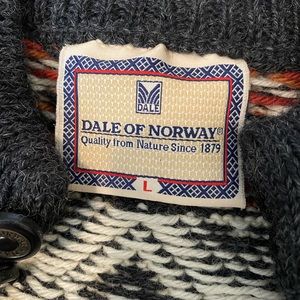 DALE
DALE OF NORWAY®
Quality from Nature Since 1879
L